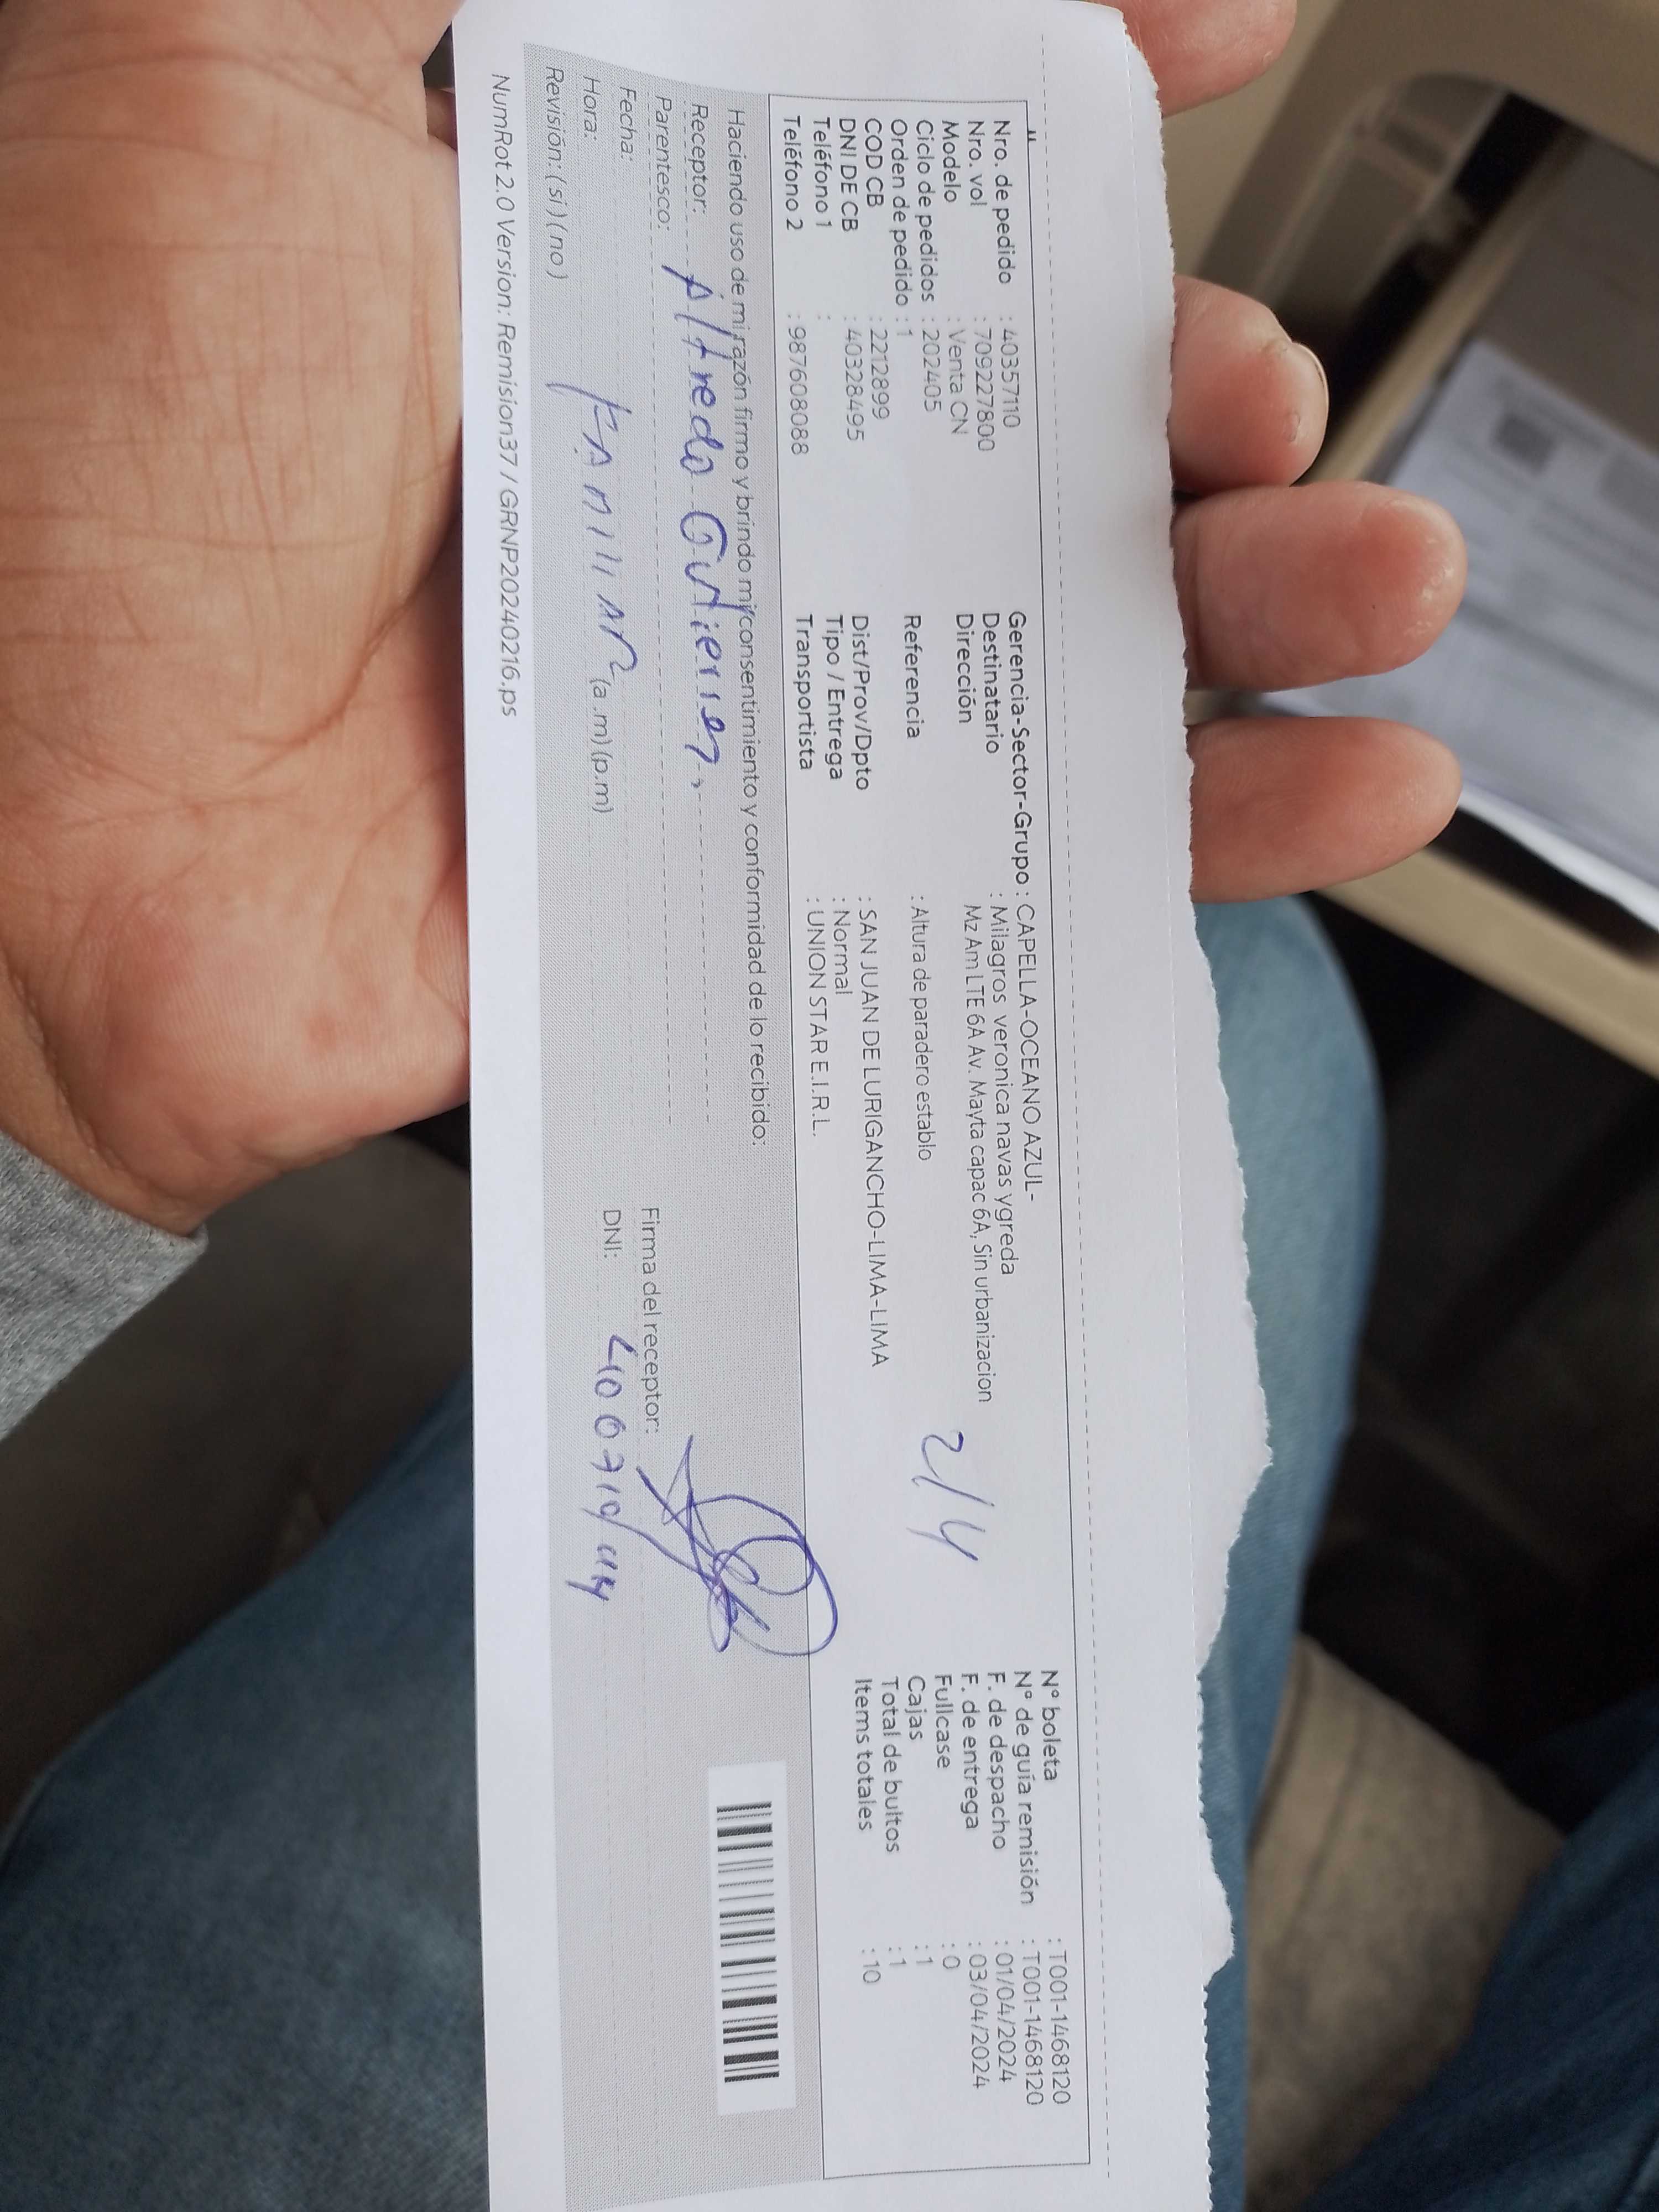 Nro. de pedido : 40357110
Nro. vol : 709227800
Modelo : Venta CN
Ciclo de pedidos : 202405
Orden de pedido : 1
COD CB : 2212899
DNI DE CB : 40328495
Teléfono 1 :
Teléfono 2 : 987608088
Gerencia-Sector-Grupo : CAPELLA-OCEANO AZUL-
Destinatario : Milagros veronica navas ygreda
Dirección Mz Am LTE 6A Av. Mayta capac 6A, Sin urbanizacion
Referencia : Altura de paradero establo
Dist/Prov/Dpto : SAN JUAN DE LURIGANCHO-LIMA-LIMA
Tipo / Entrega : Normal
Transportista : UNION STAR E.I.R.L.
2/4
N° boleta : T001-1468120
N° de guía remisión : T001-1468120
F. de despacho : 01/04/2024
F. de entrega : 03/04/2024
Fullcase : 0
Cajas : 1
Total de bultos : 1
Items totales : 10
Haciendo uso de mi razón firmo y brindo mi consentimiento y conformidad de lo recibido:
Receptor: Alfredo Gutierrez
Parentesco:
Fecha:
Hora: FAMILIAR (a.m) (p.m)
Revisión: ( si ) ( no )
Firma del receptor:
DNI:
NumRot 2.0 Version: Remision37 / GRNP20240216.ps